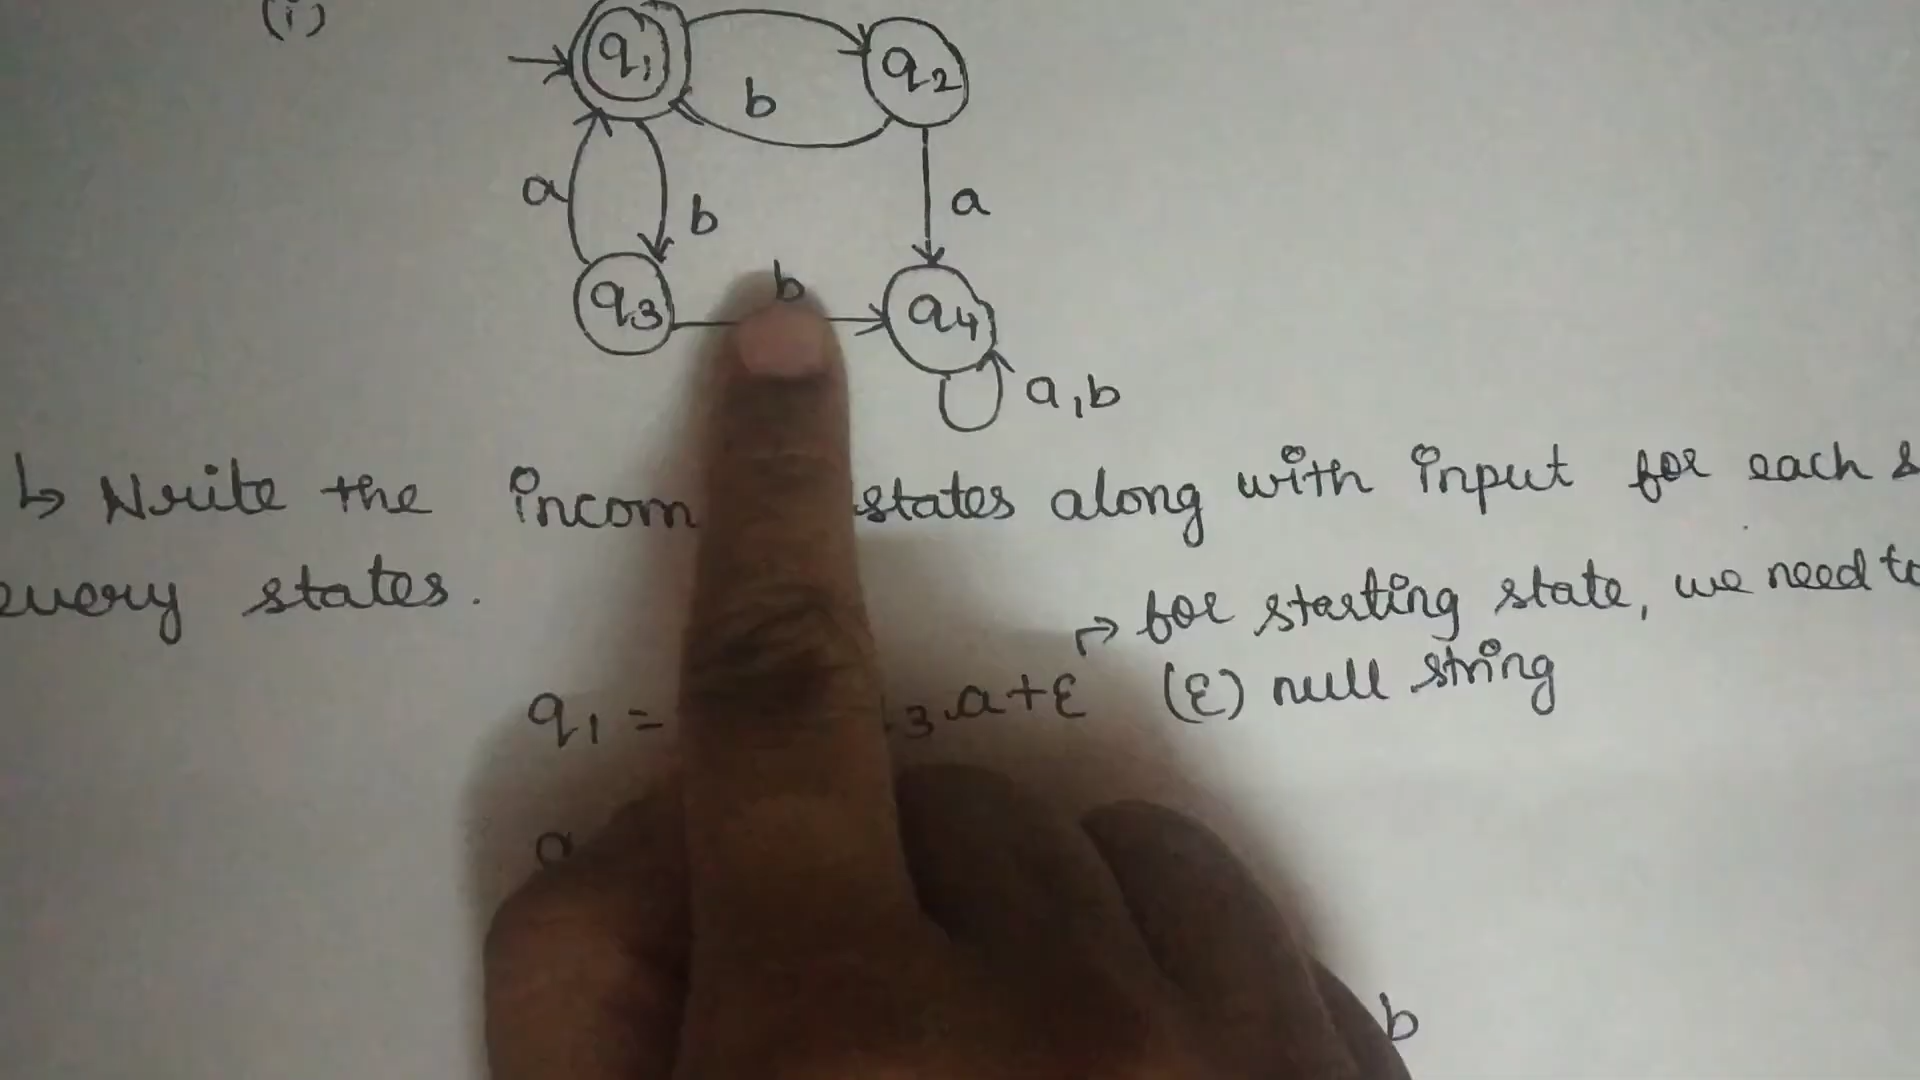 (i)
q1 b q2
a b a
b
q3 q4
a,b
↳ Write the incom states along with input for each &
every states.
↱ for starting state, we need to
q1 = 3.a+ε (ε) null string
b